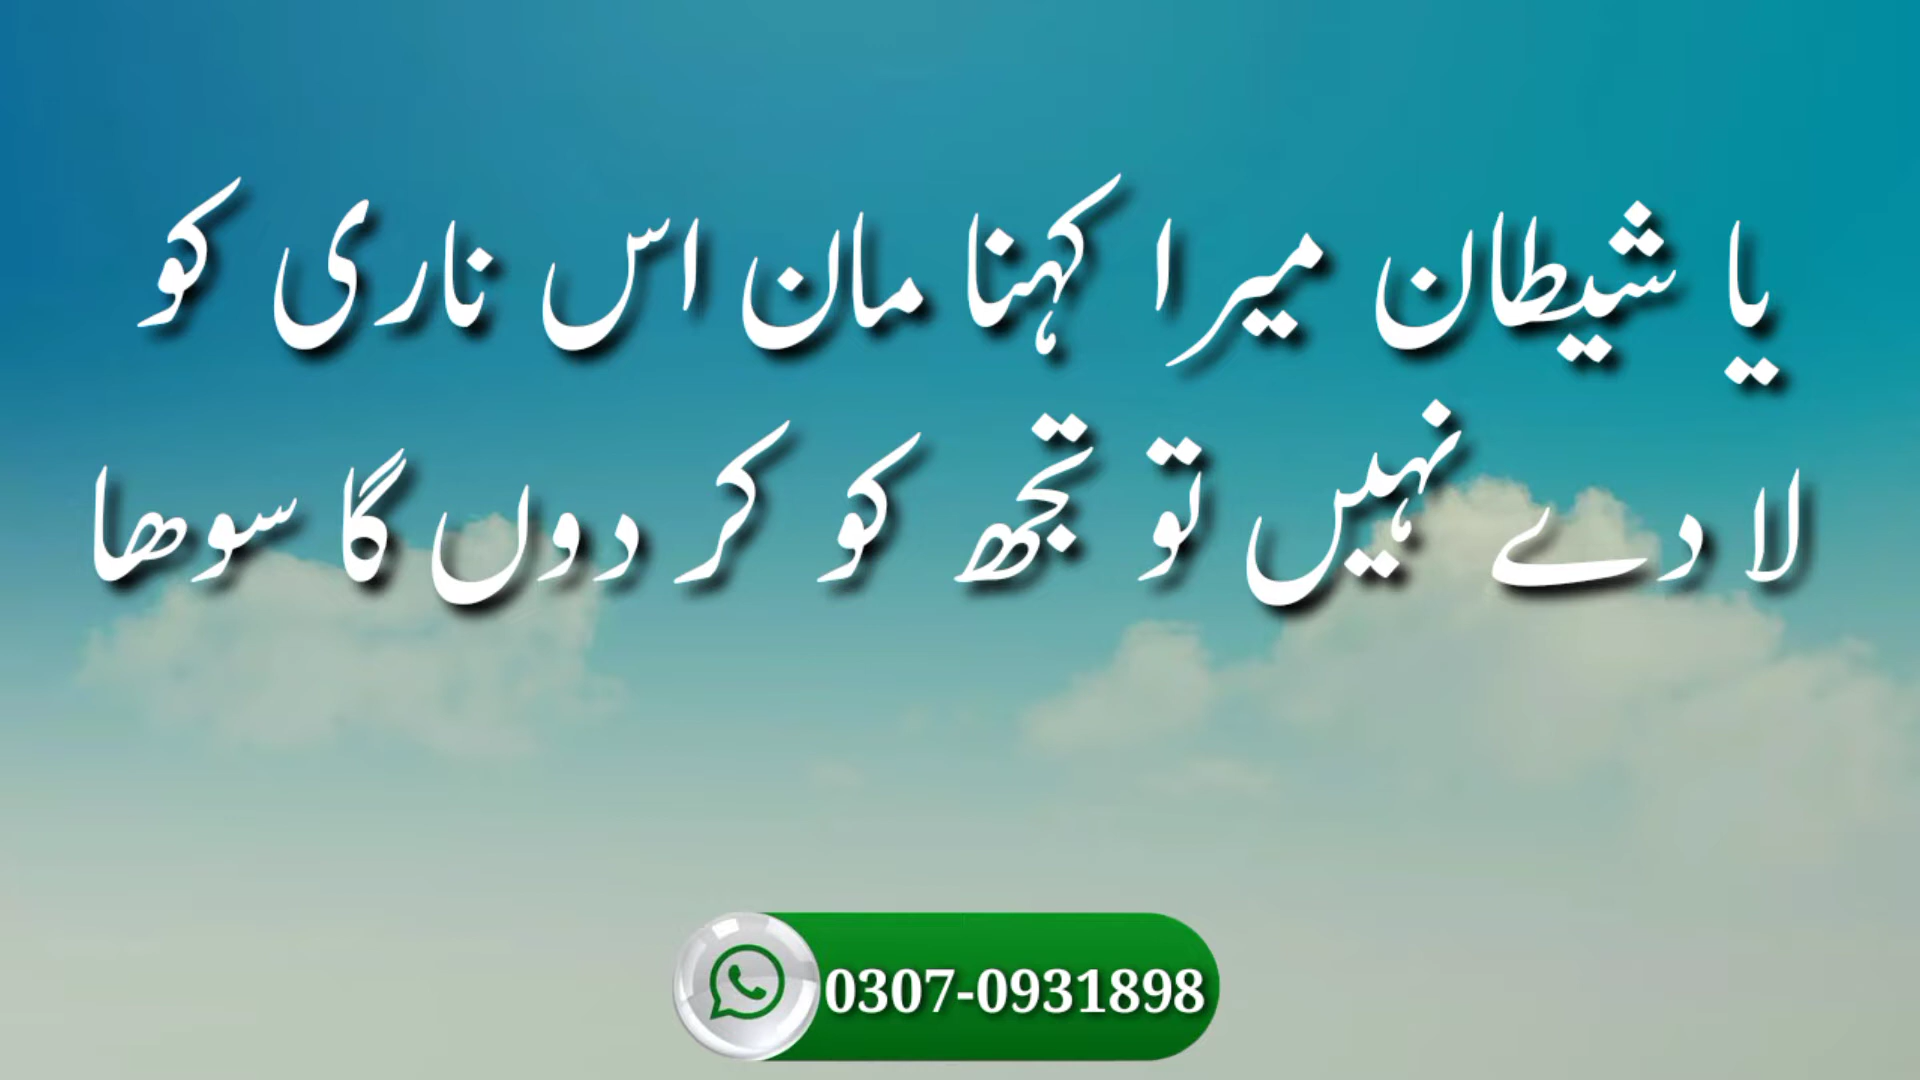 یا شیطان میرا کہنا مان اس ناری کو
لا دے نہیں تو تجھ کو کر دوں گا سوھا
0307-0931898